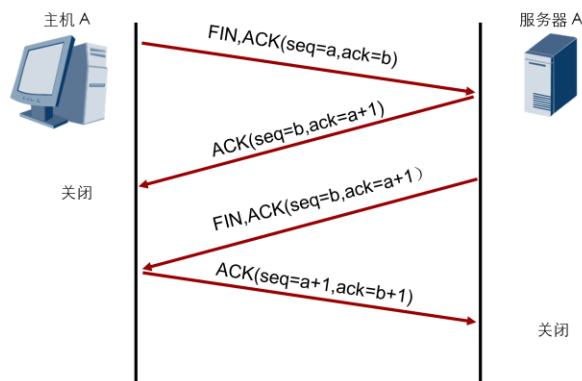 主机 A
服务器 A
FIN,ACK(seq=a,ack=b)
ACK(seq=b,ack=a+1)
关闭
FIN,ACK(seq=b,ack=a+1）
ACK(seq=a+1,ack=b+1)
关闭